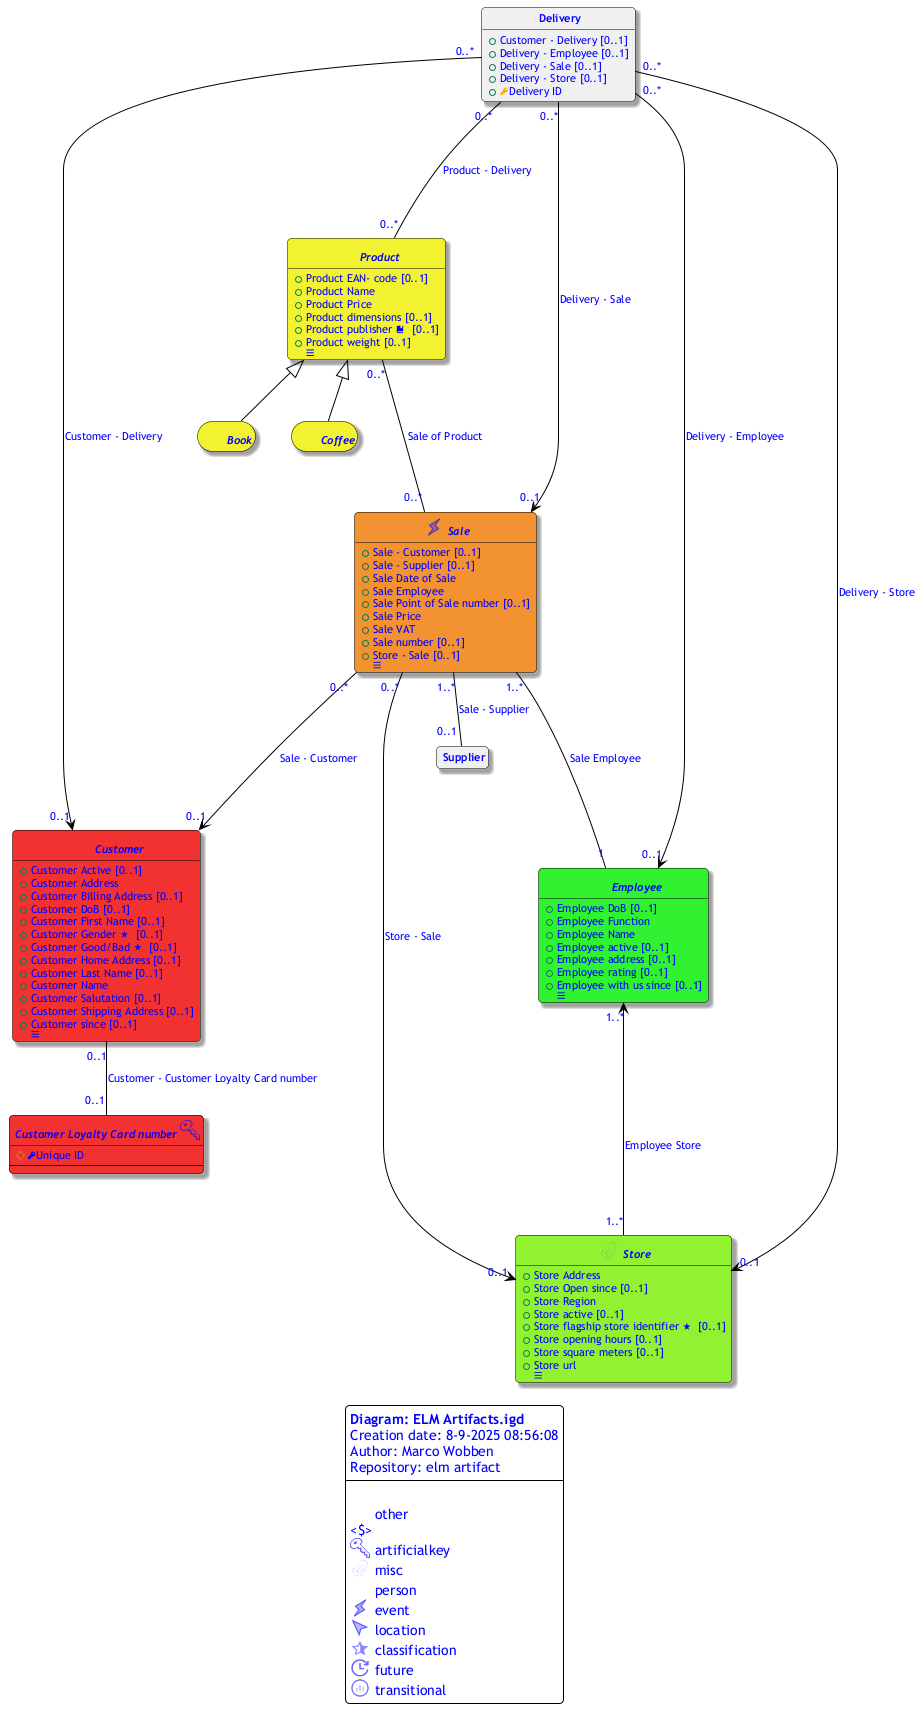 Delivery
Customer - Delivery [0..1]
Delivery - Employee [0..1]
Delivery - Sale [0..1]
Delivery - Store [0..1]
Delivery ID
0..*
0..*
0..*
0..*
0..*
Product - Delivery
0..*
Product
Product EAN- code [0..1]
Product Name
Product Price
Product dimensions [0..1]
Product publisher [0..1]
Product weight [0..1]
Delivery - Sale
0..*
Book
Coffee
Customer - Delivery
Sale of Product
Delivery - Employee
0..*
0..1
Sale
Sale - Customer [0..1]
Sale - Supplier [0..1]
Sale Date of Sale
Sale Employee
Sale Point of Sale number [0..1]
Sale Price
Sale VAT
Sale number [0..1]
Store - Sale [0..1]
Delivery - Store
0..*
0..*
1..*
1..*
Sale - Supplier
0..1
Supplier
Sale - Customer
Sale Employee
0..1
0..1
1
0..1
Customer
Customer Active [0..1]
Customer Address
Customer Billing Address [0..1]
Customer DoB [0..1]
Customer First Name [0..1]
Customer Gender ★ [0..1]
Customer Good/Bad ★ [0..1]
Customer Home Address [0..1]
Customer Last Name [0..1]
Customer Name
Customer Salutation [0..1]
Customer Shipping Address [0..1]
Customer since [0..1]
Employee
Employee DoB [0..1]
Employee Function
Employee Name
Employee active [0..1]
Employee address [0..1]
Employee rating [0..1]
Employee with us since [0..1]
Store - Sale
1..*
0..1
Customer - Customer Loyalty Card number
0..1
Customer Loyalty Card number
Unique ID
Employee Store
1..*
0..1
0..1
Store
Store Address
Store Open since [0..1]
Store Region
Store active [0..1]
Store flagship store identifier ★ [0..1]
Store opening hours [0..1]
Store square meters [0..1]
Store url
Diagram: ELM Artifacts.igd
Creation date: 8-9-2025 08:56:08
Author: Marco Wobben
Repository: elm artifact
other
<$>
artificialkey
misc
person
event
location
classification
future
transitional